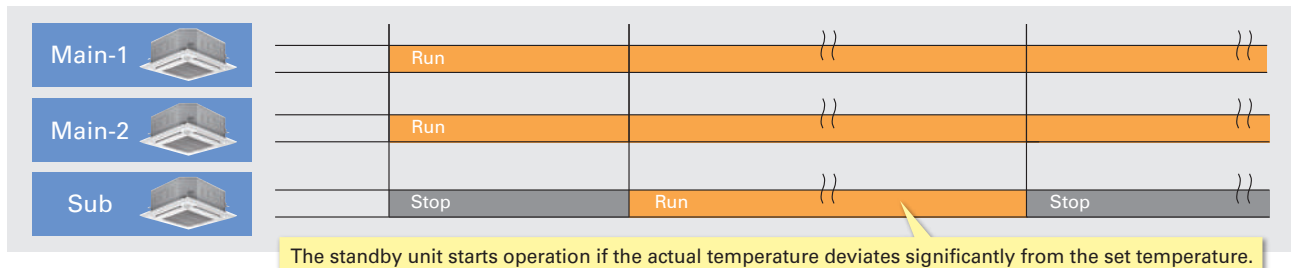 Main-1
Run
Main-2
Run
Sub
Stop
Run
Stop
The standby unit starts operation if the actual temperature deviates significantly from the set temperature.